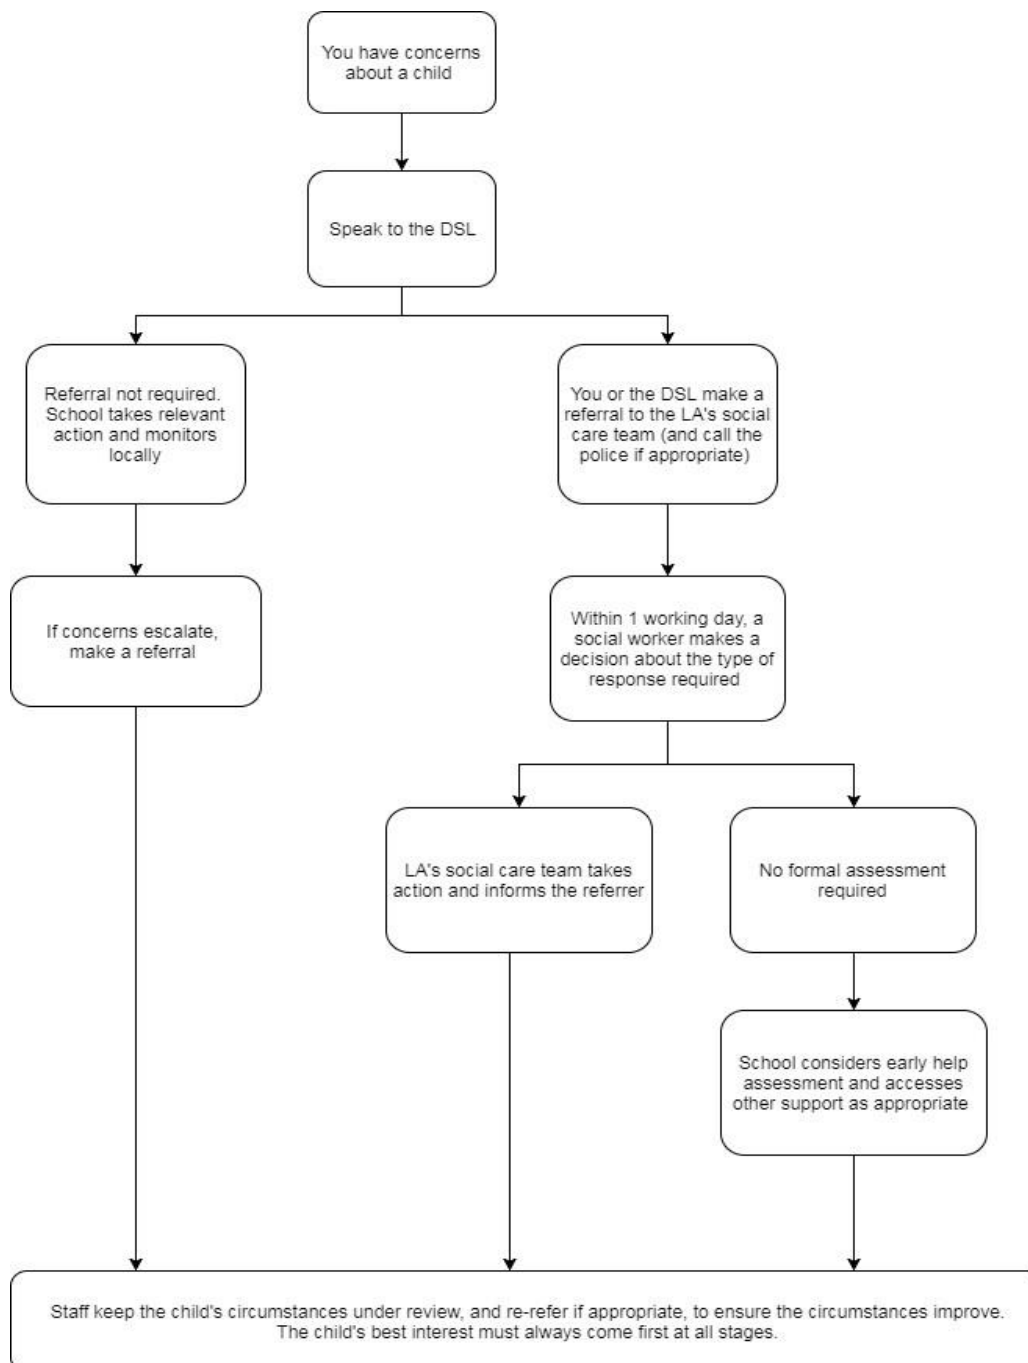 You have concerns
about a child
Speak to the DSL
Referral not required.
School takes relevant
action and monitors
locally
You or the DSL make a
referral to the LA's social
care team (and call the
police if appropriate)
If concerns escalate,
make a referral
Within 1 working day, a
social worker makes a
decision about the type of
response required
LA's social care team takes
action and informs the referrer
No formal assessment
required
School considers early help
assessment and accesses
other support as appropriate
Staff keep the child's circumstances under review, and re-refer if appropriate, to ensure the circumstances improve.
The child's best interest must always come first at all stages.